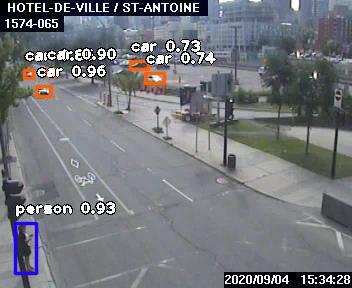 HOTEL-DE-VILLE / ST-ANTOINE
1574-065
car 0.73
car 0.90
car 0.74
car 0.96
person 0.93
2020/09/04 15:34:28